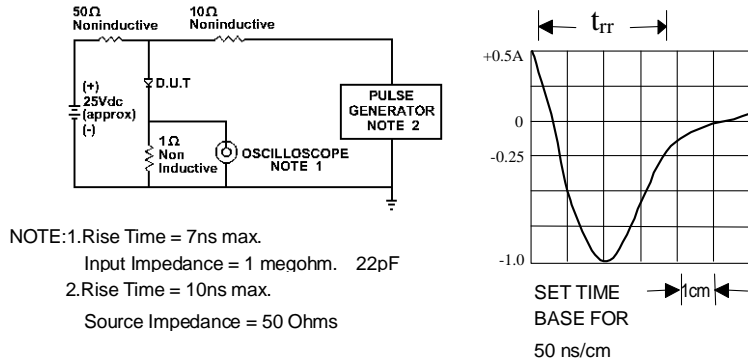 50Ω
Noninductive
10Ω
Noninductive
(+)
25Vdc
(approx)
(-)
D.U.T
1Ω
Non
Inductive
OSCILLOSCOPE
NOTE 1
PULSE
GENERATOR
NOTE 2
NOTE:1.Rise Time = 7ns max.
Input Impedance = 1 megohm. 22pF
2.Rise Time = 10ns max.
Source Impedance = 50 Ohms
trr
+0.5A
0
-0.25
-1.0
1cm
SET TIME
BASE FOR
50 ns/cm